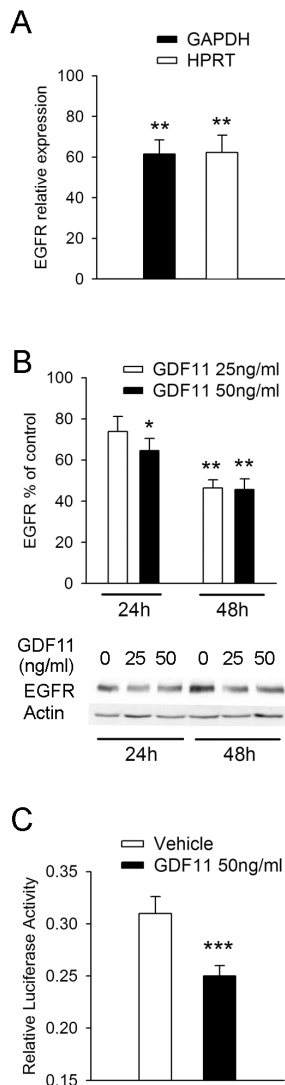 A
GAPDH
HPRT
EGFR relative expression
100
80
60
40
20
0
**
**
B
GDF11 25ng/ml
GDF11 50ng/ml
EGFR % of control
100
80
60
40
20
0
*
** **
24h 48h
GDF11
(ng/ml) 0 25 50 0 25 50
EGFR
Actin
24h 48h
C
Vehicle
GDF11 50ng/ml
Relative Luciferase Activity
0.35
0.30
0.25
0.20
0.15
***